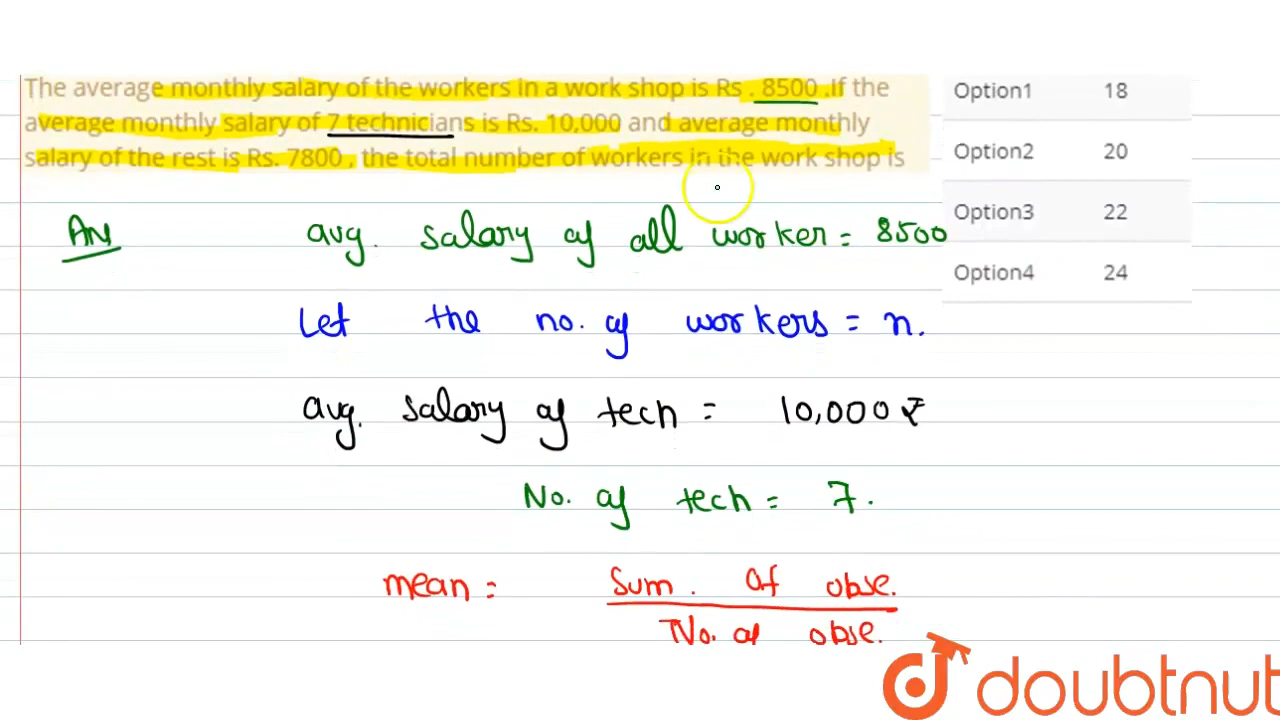 The average monthly salary of the workers in a work shop is Rs . 8500 .If the
average monthly salary of 7 technicians is Rs. 10,000 and average monthly
salary of the rest is Rs. 7800 , the total number of workers in the work shop is
Option1 18
Option2 20
Option3 22
Option4 24
Ans
avg. salary of all worker = 8500
Let the no. of workers = n.
avg. salary of tech = 10,000 ₹
No. of tech = 7.
mean = Sum. of obse.
No. of obse.
doubtnut